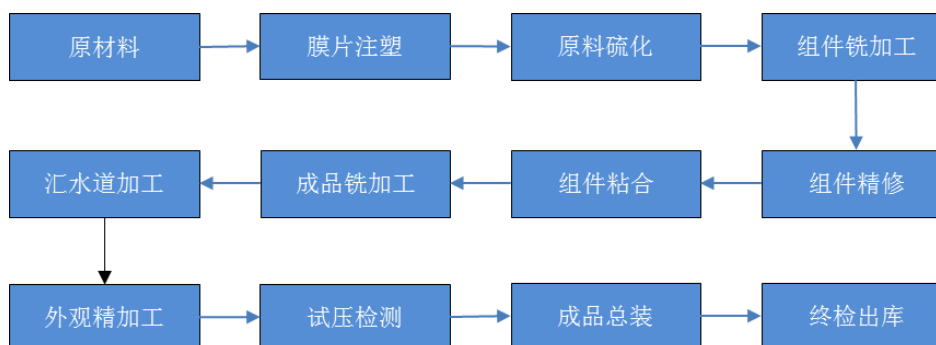 原材料
膜片注塑
原料硫化
组件铣加工
组件精修
组件粘合
成品铣加工
汇水道加工
外观精加工
试压检测
成品总装
终检出库